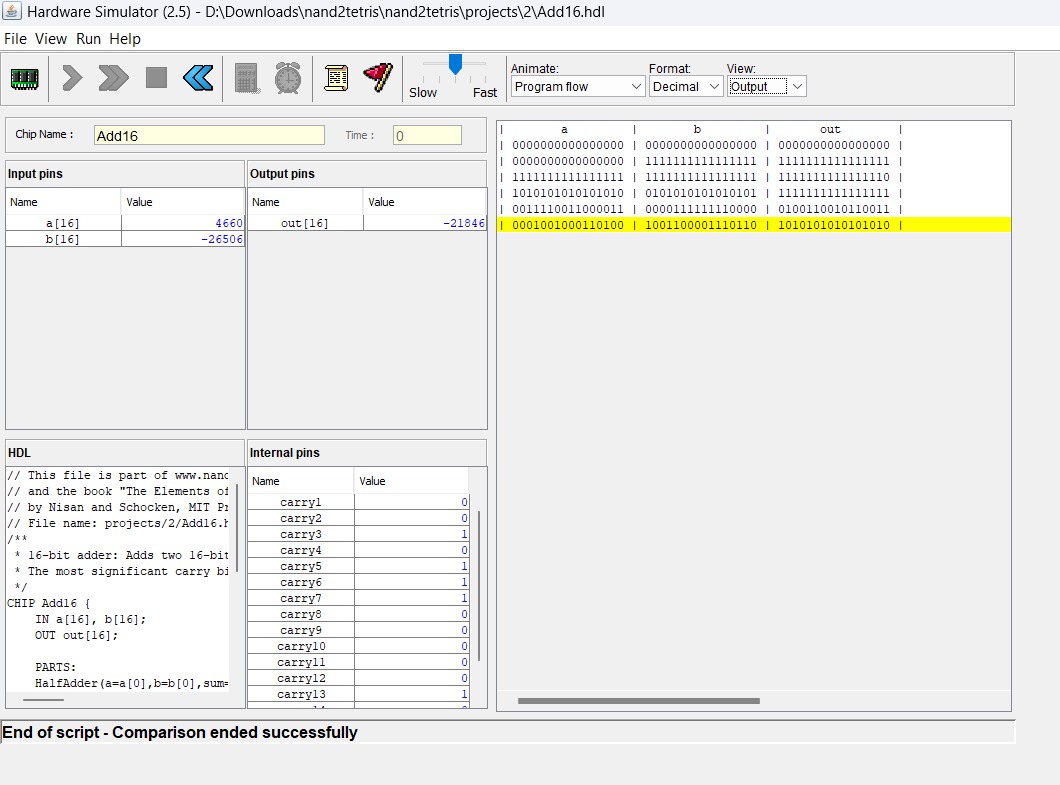 Hardware Simulator (2.5) - D:\Downloads\nand2tetris\nand2tetris\projects\2\Add16.hdl
File View Run Help
Slow Fast
Animate: Format: View:
Program flow Decimal Output
Chip Name : Add16 Time : 0
Input pins
Name Value
a[16] 4660
b[16] -26506
Output pins
Name Value
out[16] -21846
| a | b | out |
| 0000000000000000 | 0000000000000000 | 0000000000000000 |
| 0000000000000000 | 1111111111111111 | 1111111111111111 |
| 1111111111111111 | 1111111111111111 | 1111111111111110 |
| 1010101010101010 | 0101010101010101 | 1111111111111111 |
| 0011110011000011 | 0000111111110000 | 0100110010110011 |
| 0001001000110100 | 1001100001110110 | 1010101010101010 |
HDL
// This file is part of www.nand
// and the book "The Elements of
// by Nisan and Schocken, MIT Pr
// File name: projects/2/Add16.h
/**
* 16-bit adder: Adds two 16-bit
* The most significant carry bi
*/
CHIP Add16 {
IN a[16], b[16];
OUT out[16];
PARTS:
HalfAdder(a=a[0],b=b[0],sum=
Internal pins
Name Value
carry1 0
carry2 0
carry3 1
carry4 0
carry5 1
carry6 1
carry7 1
carry8 0
carry9 0
carry10 0
carry11 0
carry12 0
carry13 1
End of script - Comparison ended successfully